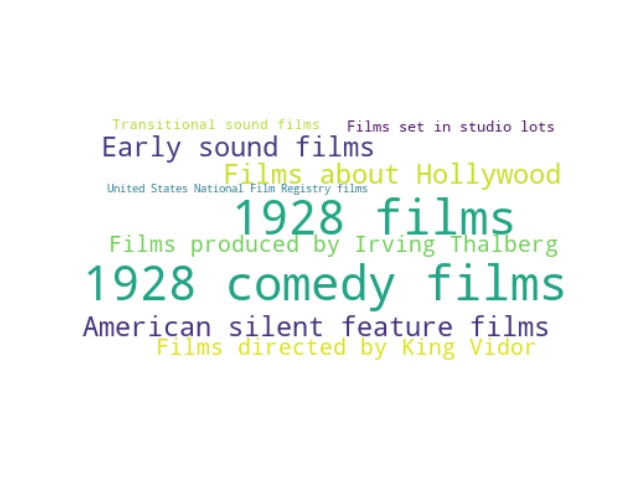 Transitional sound films
Films set in studio lots
Early sound films
Films about Hollywood
United States National Film Registry films
1928 films
Films produced by Irving Thalberg
1928 comedy films
American silent feature films
Films directed by King Vidor